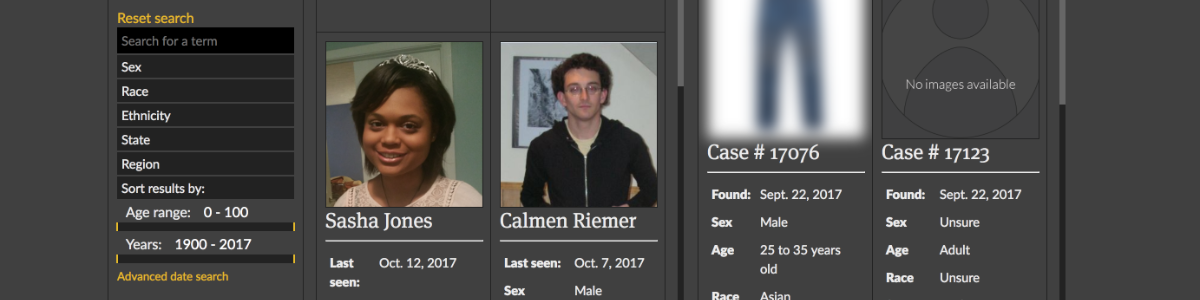 Reset search
Search for a term
Sex
Race
Ethnicity
State
Region
Sort results by:
Age range: 0 - 100
Years: 1900 - 2017
Advanced date search
Sasha Jones
Last seen: Oct. 12, 2017
Calmen Riemer
Last seen: Oct. 7, 2017
Sex Male
Case # 17076
Found: Sept. 22, 2017
Sex Male
Age 25 to 35 years
old
Race Asian
No images available
Case # 17123
Found: Sept. 22, 2017
Sex Unsure
Age Adult
Race Unsure